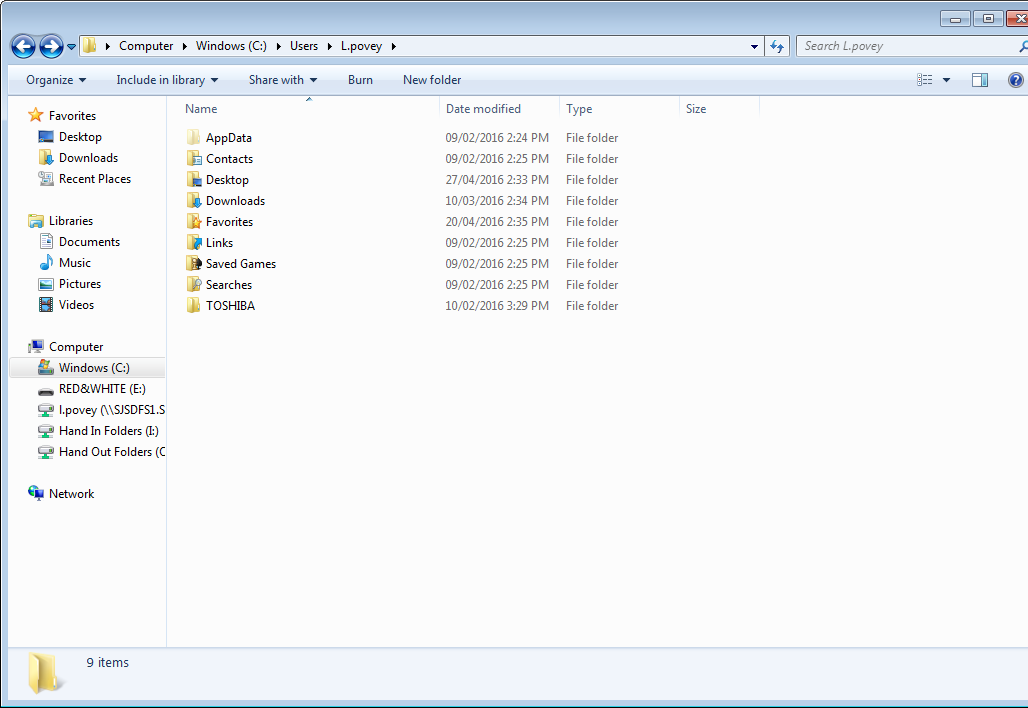 Computer Windows (C:) Users L.povey
Search L.povey
Organize Include in library Share with Burn New folder
Favorites
Desktop
Downloads
Recent Places
Libraries
Documents
Music
Pictures
Videos
Computer
Windows (C:)
RED&WHITE (E:)
l.povey (\\SJSDFS1.S
Hand In Folders (I:)
Hand Out Folders (O
Network
Name Date modified Type Size
AppData 09/02/2016 2:24 PM File folder
Contacts 09/02/2016 2:25 PM File folder
Desktop 27/04/2016 2:33 PM File folder
Downloads 10/03/2016 2:34 PM File folder
Favorites 20/04/2016 2:35 PM File folder
Links 09/02/2016 2:25 PM File folder
Saved Games 09/02/2016 2:25 PM File folder
Searches 09/02/2016 2:25 PM File folder
TOSHIBA 10/02/2016 3:29 PM File folder
9 items